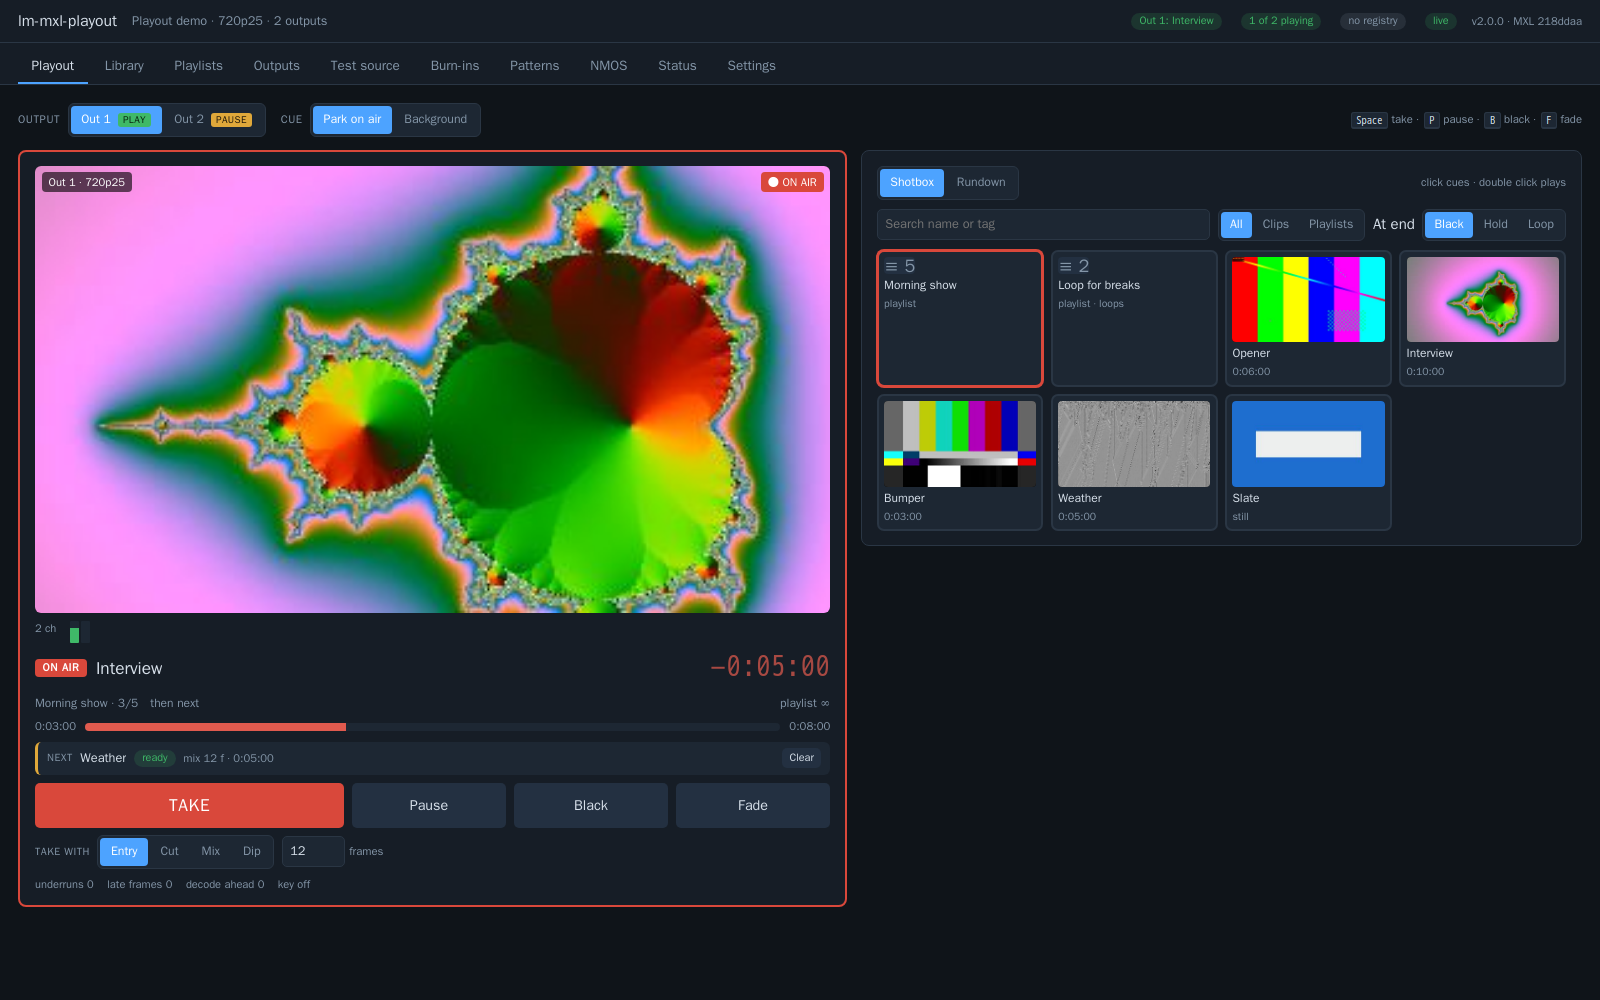 lm-mxl-playout Playout demo · 720p25 · 2 outputs Out 1: Interview 1 of 2 playing no registry live v2.0.0 · MXL 218ddaa
Playout Library Playlists Outputs Test source Burn-ins Patterns NMOS Status Settings
OUTPUT Out 1 PLAY Out 2 PAUSE CUE Park on air Background Space take · P pause · B black · F fade
Out 1 · 720p25 ON AIR
2 ch
ON AIR Interview −0:05:00
Morning show · 3/5 then next playlist ∞
0:03:00 0:08:00
NEXT Weather ready mix 12 f · 0:05:00 Clear
TAKE Pause Black Fade
TAKE WITH Entry Cut Mix Dip 12 frames
underruns 0 late frames 0 decode ahead 0 key off
Shotbox Rundown click cues · double click plays
Search name or tag All Clips Playlists At end Black Hold Loop
5
Morning show
playlist
2
Loop for breaks
playlist · loops
Opener
0:06:00
Interview
0:10:00
Bumper
0:03:00
Weather
0:05:00
Slate
still